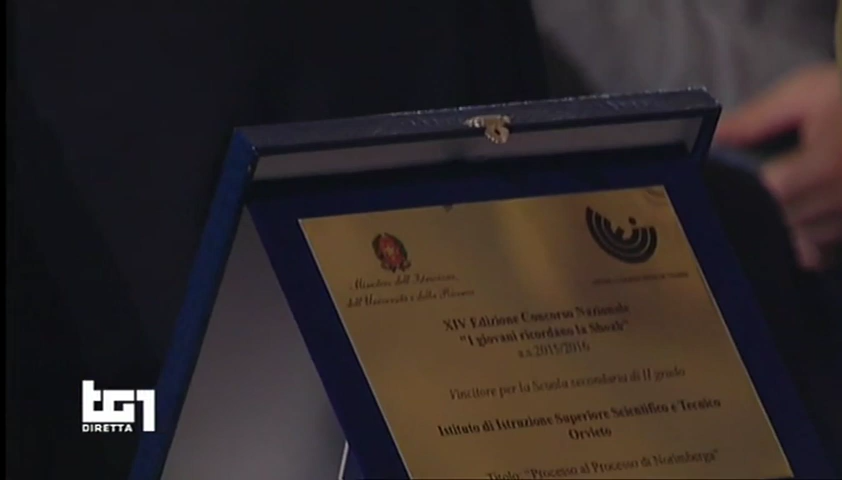 Ministero dell'Istruzione,
dell'Università e della Ricerca
XIV Edizione Concorso Nazionale
"I giovani ricordano la Shoah"
a.s. 2015/2016
Vincitore per la Scuola secondaria di II grado
Istituto di Istruzione Superiore Scientifico e Tecnico
Orvieto
Titolo: "Processo al Processo di Norimberga"
tg1
DIRETTA